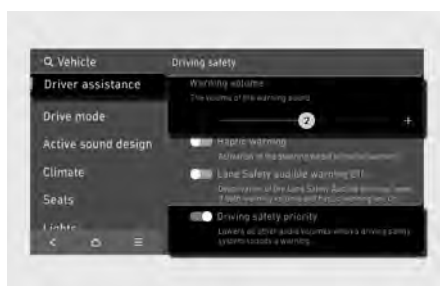 Vehicle
Driving safety
Driver assistance
Warning volume
The volume of the warning sound
2
Drive mode
Active sound design
Haptic warning
Climate
Lane Safety audible warning Off
Seats
Driving safety priority
Lights
Lowers all other audio volumes when a driving safety
system sounds a warning